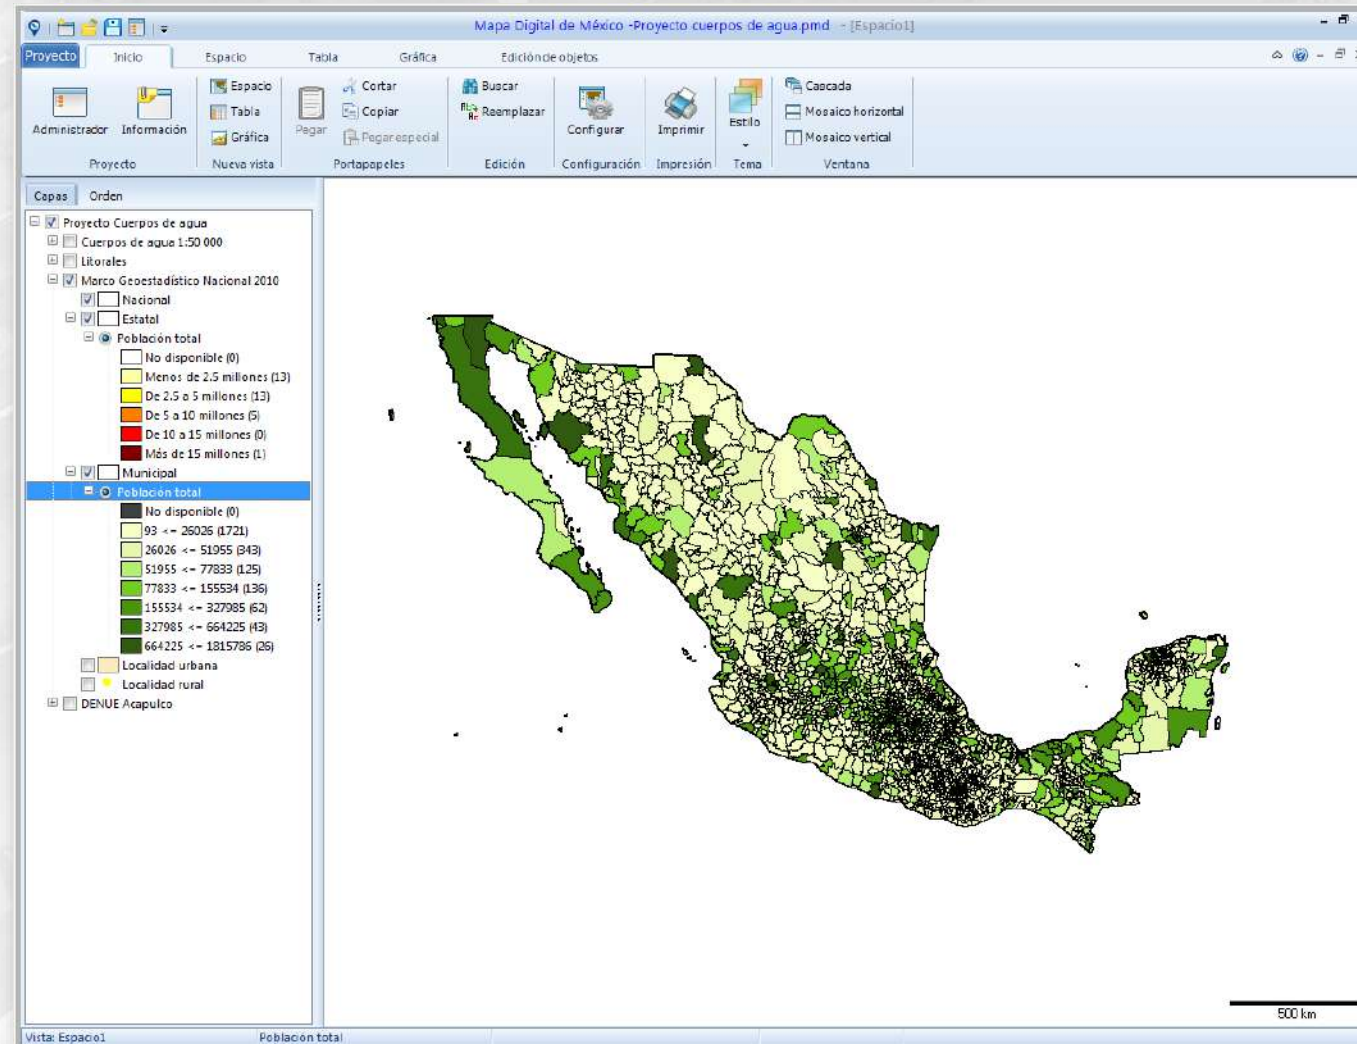 Mapa Digital de México -Proyecto cuerpos de agua.pmd - [Espacio1]
Proyecto Inicio Espacio Tabla Gráfica Edición de objetos
Administrador Información
Proyecto
Espacio
Tabla
Gráfica
Nueva vista
Pegar
Cortar
Copiar
Pegar especial
Portapapeles
Buscar
Reemplazar
Edición
Configurar
Configuración
Imprimir
Impresión
Estilo
Tema
Cascada
Mosaico horizontal
Mosaico vertical
Ventana
Capas Orden
Proyecto Cuerpos de agua
Cuerpos de agua 1:50 000
Litorales
Marco Geoestadístico Nacional 2010
Nacional
Estatal
Población total
No disponible (0)
Menos de 2.5 millones (13)
De 2.5 a 5 millones (13)
De 5 a 10 millones (5)
De 10 a 15 millones (0)
Más de 15 millones (1)
Municipal
Población total
No disponible (0)
93 <= 26026 (1721)
26026 <= 51955 (343)
51955 <= 77833 (125)
77833 <= 155534 (136)
155534 <= 327985 (62)
327985 <= 664225 (43)
664225 <= 1815786 (26)
Localidad urbana
Localidad rural
DENUE Acapulco
500 km
Vista: Espacio1 Población total